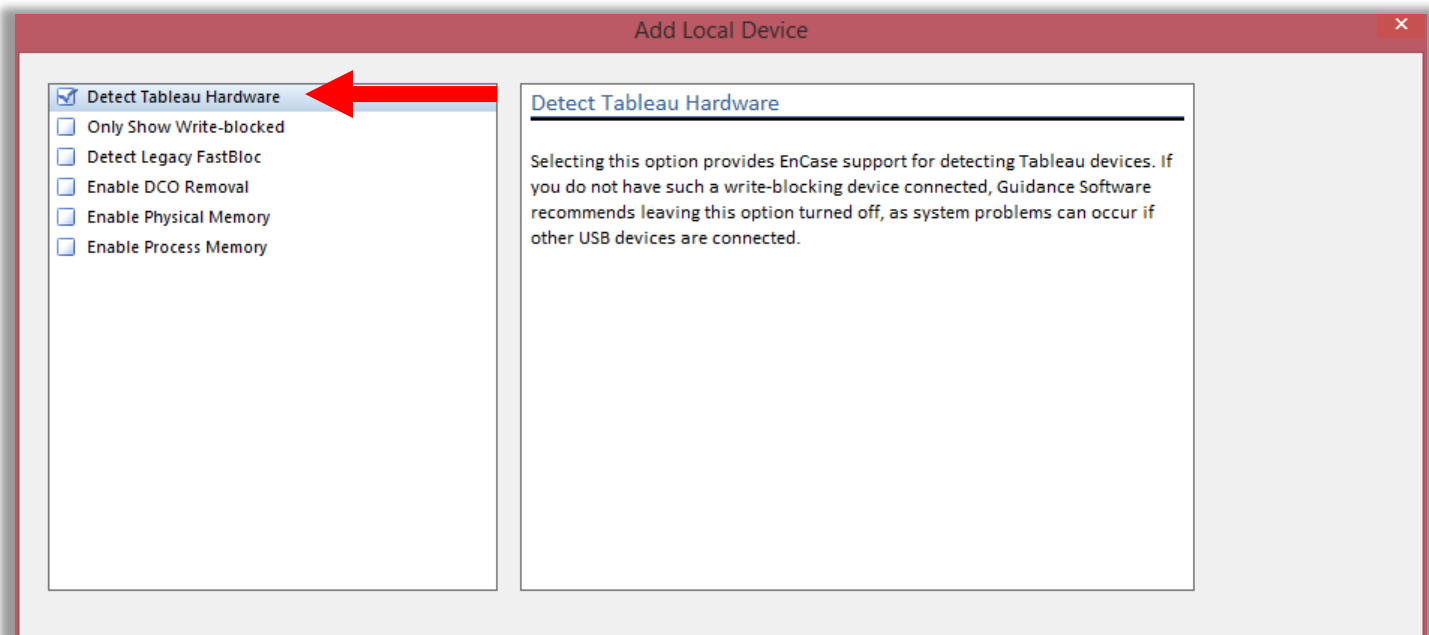 Add Local Device
Detect Tableau Hardware
Only Show Write-blocked
Detect Legacy FastBloc
Enable DCO Removal
Enable Physical Memory
Enable Process Memory
Detect Tableau Hardware
Selecting this option provides EnCase support for detecting Tableau devices. If
you do not have such a write-blocking device connected, Guidance Software
recommends leaving this option turned off, as system problems can occur if
other USB devices are connected.